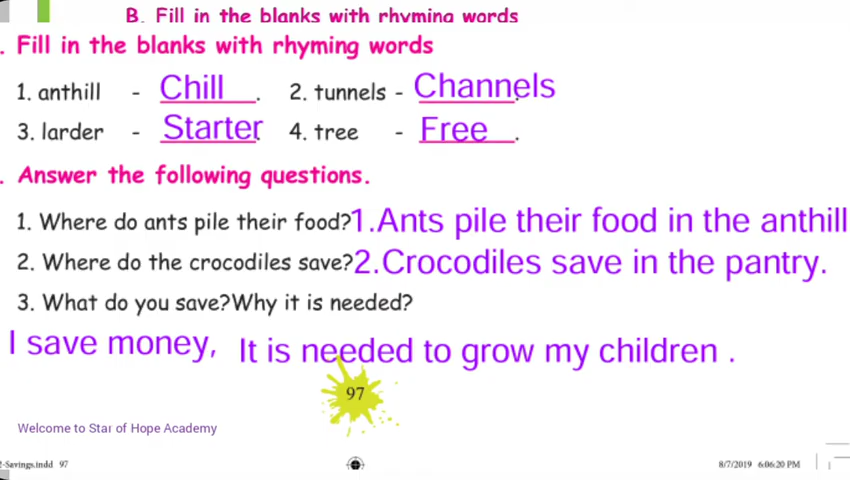 B. Fill in the blanks with rhyming words
. Fill in the blanks with rhyming words
1. anthill - Chill. 2. tunnels - Channels.
3. larder - Starter. 4. tree - Free.
. Answer the following questions.
1. Where do ants pile their food? 1.Ants pile their food in the anthill
2. Where do the crocodiles save? 2.Crocodiles save in the pantry.
3. What do you save?Why it is needed?
I save money, It is needed to grow my children .
97
Welcome to Star of Hope Academy
2-Savings.indd 97 8/7/2019 6:06:20 PM